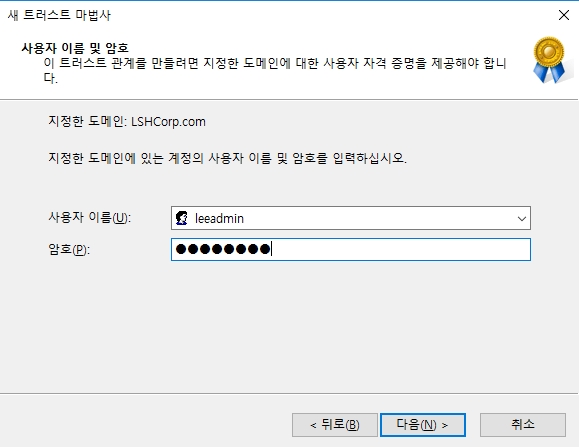 새 트러스트 마법사
사용자 이름 및 암호
이 트러스트 관계를 만들려면 지정한 도메인에 대한 사용자 자격 증명을 제공해야 합니
다.
지정한 도메인: LSHCorp.com
지정한 도메인에 있는 계정의 사용자 이름 및 암호를 입력하십시오.
사용자 이름(U): leeadmin
암호(P): ●●●●●●●●
< 뒤로(B) 다음(N) > 취소